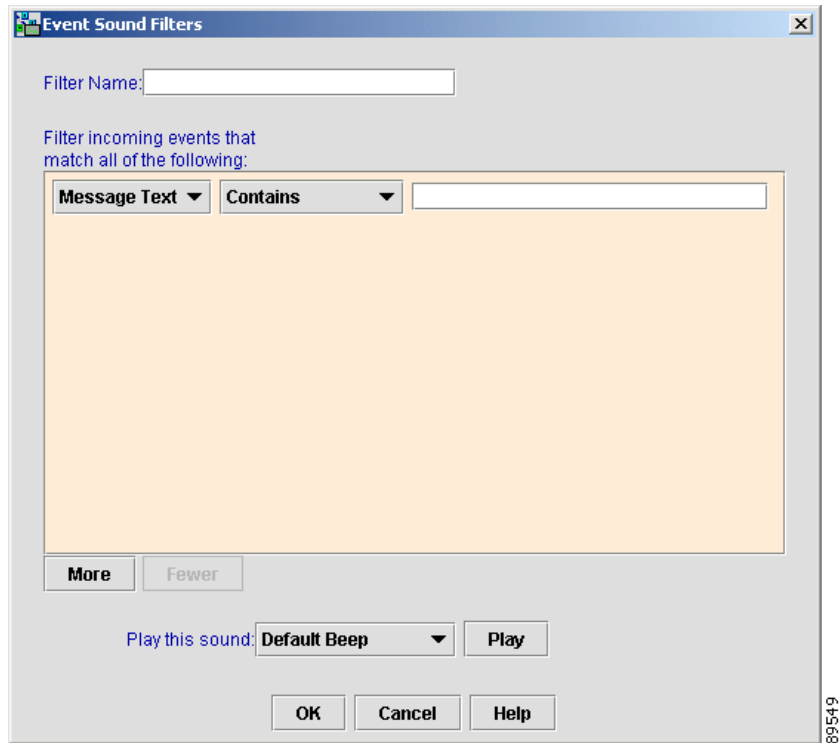 Event Sound Filters
Filter Name:
Filter incoming events that
match all of the following:
Message Text Contains
More Fewer
Play this sound: Default Beep Play
OK Cancel Help
89549